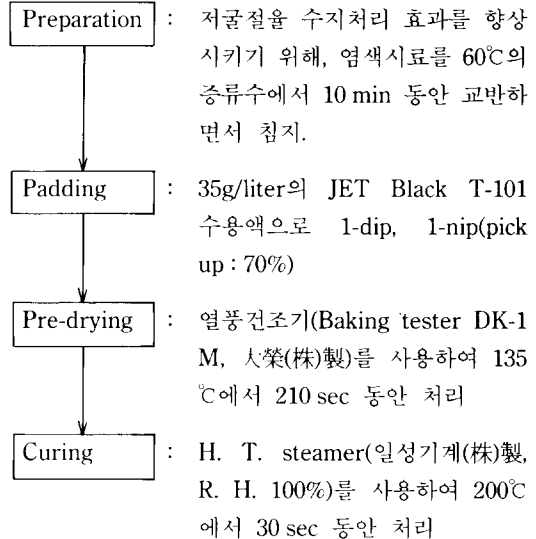 Preparation : 저굴절율 수지처리 효과를 향상
시키기 위해, 염색시료를 60℃의
증류수에서 10 min 동안 교반하
면서 침지.
Padding : 35g/liter의 JET Black T-101
수용액으로 1-dip, 1-nip(pick
up : 70%)
Pre-drying : 열풍건조기(Baking tester DK-1
M, 大榮(株)製)를 사용하여 135
℃에서 210 sec 동안 처리
Curing : H. T. steamer(일성기계(株)製,
R. H. 100%)를 사용하여 200℃
에서 30 sec 동안 처리